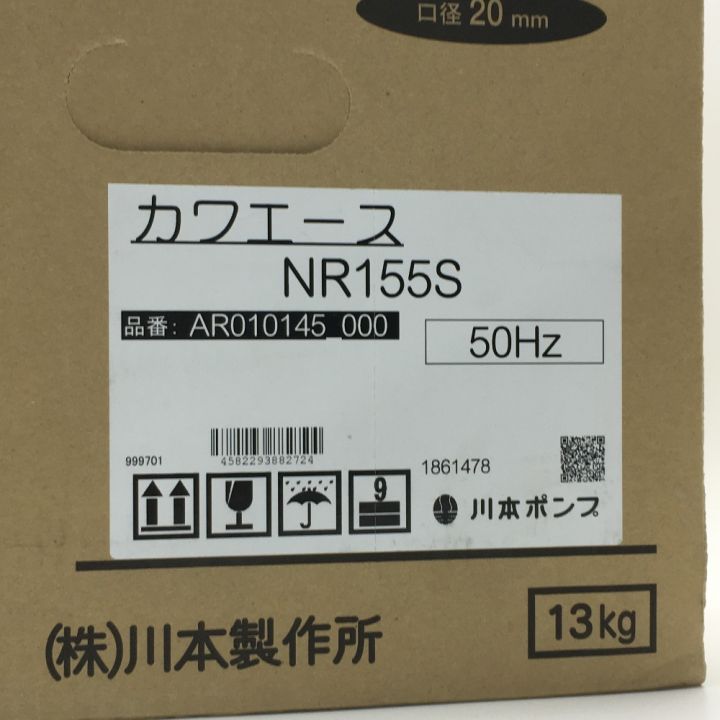 口径 20 mm
カワエース
NR155S
品番: AR010145_000
50Hz
999701
4582293882724
1861478
9
川本ポンプ
(株)川本製作所
13kg